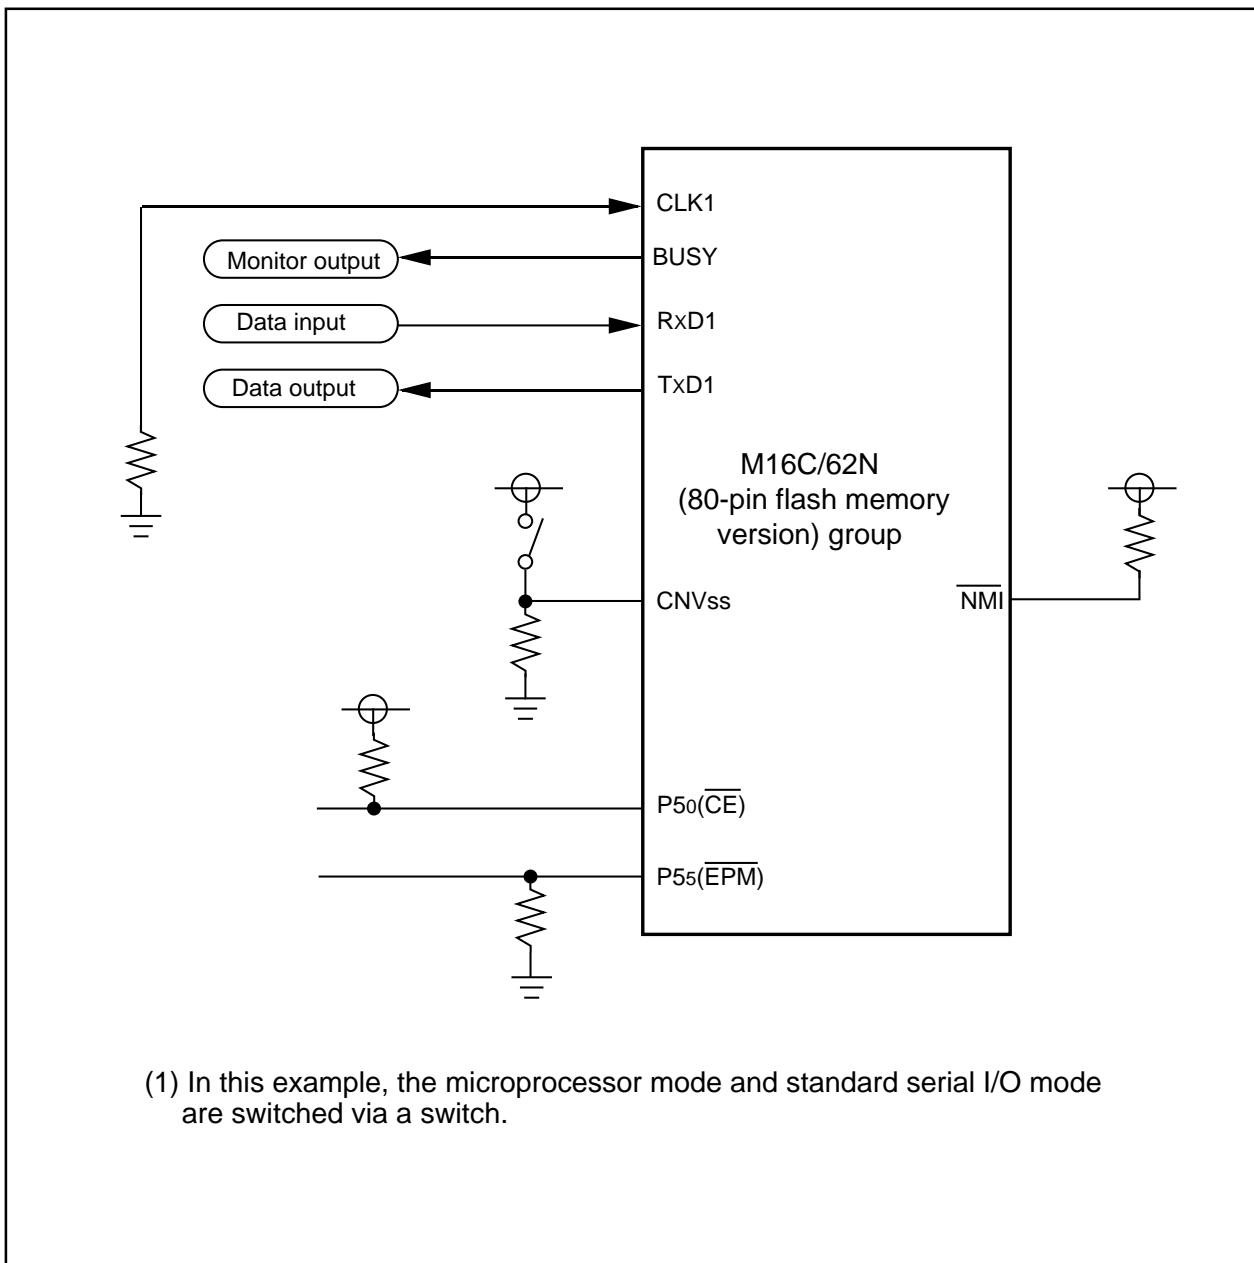 CLK1
Monitor output
BUSY
Data input
RxD1
Data output
TxD1
M16C/62N
(80-pin flash memory
version) group
CNVss
NMI
P50(CE)
P55(EPM)
(1) In this example, the microprocessor mode and standard serial I/O mode
are switched via a switch.